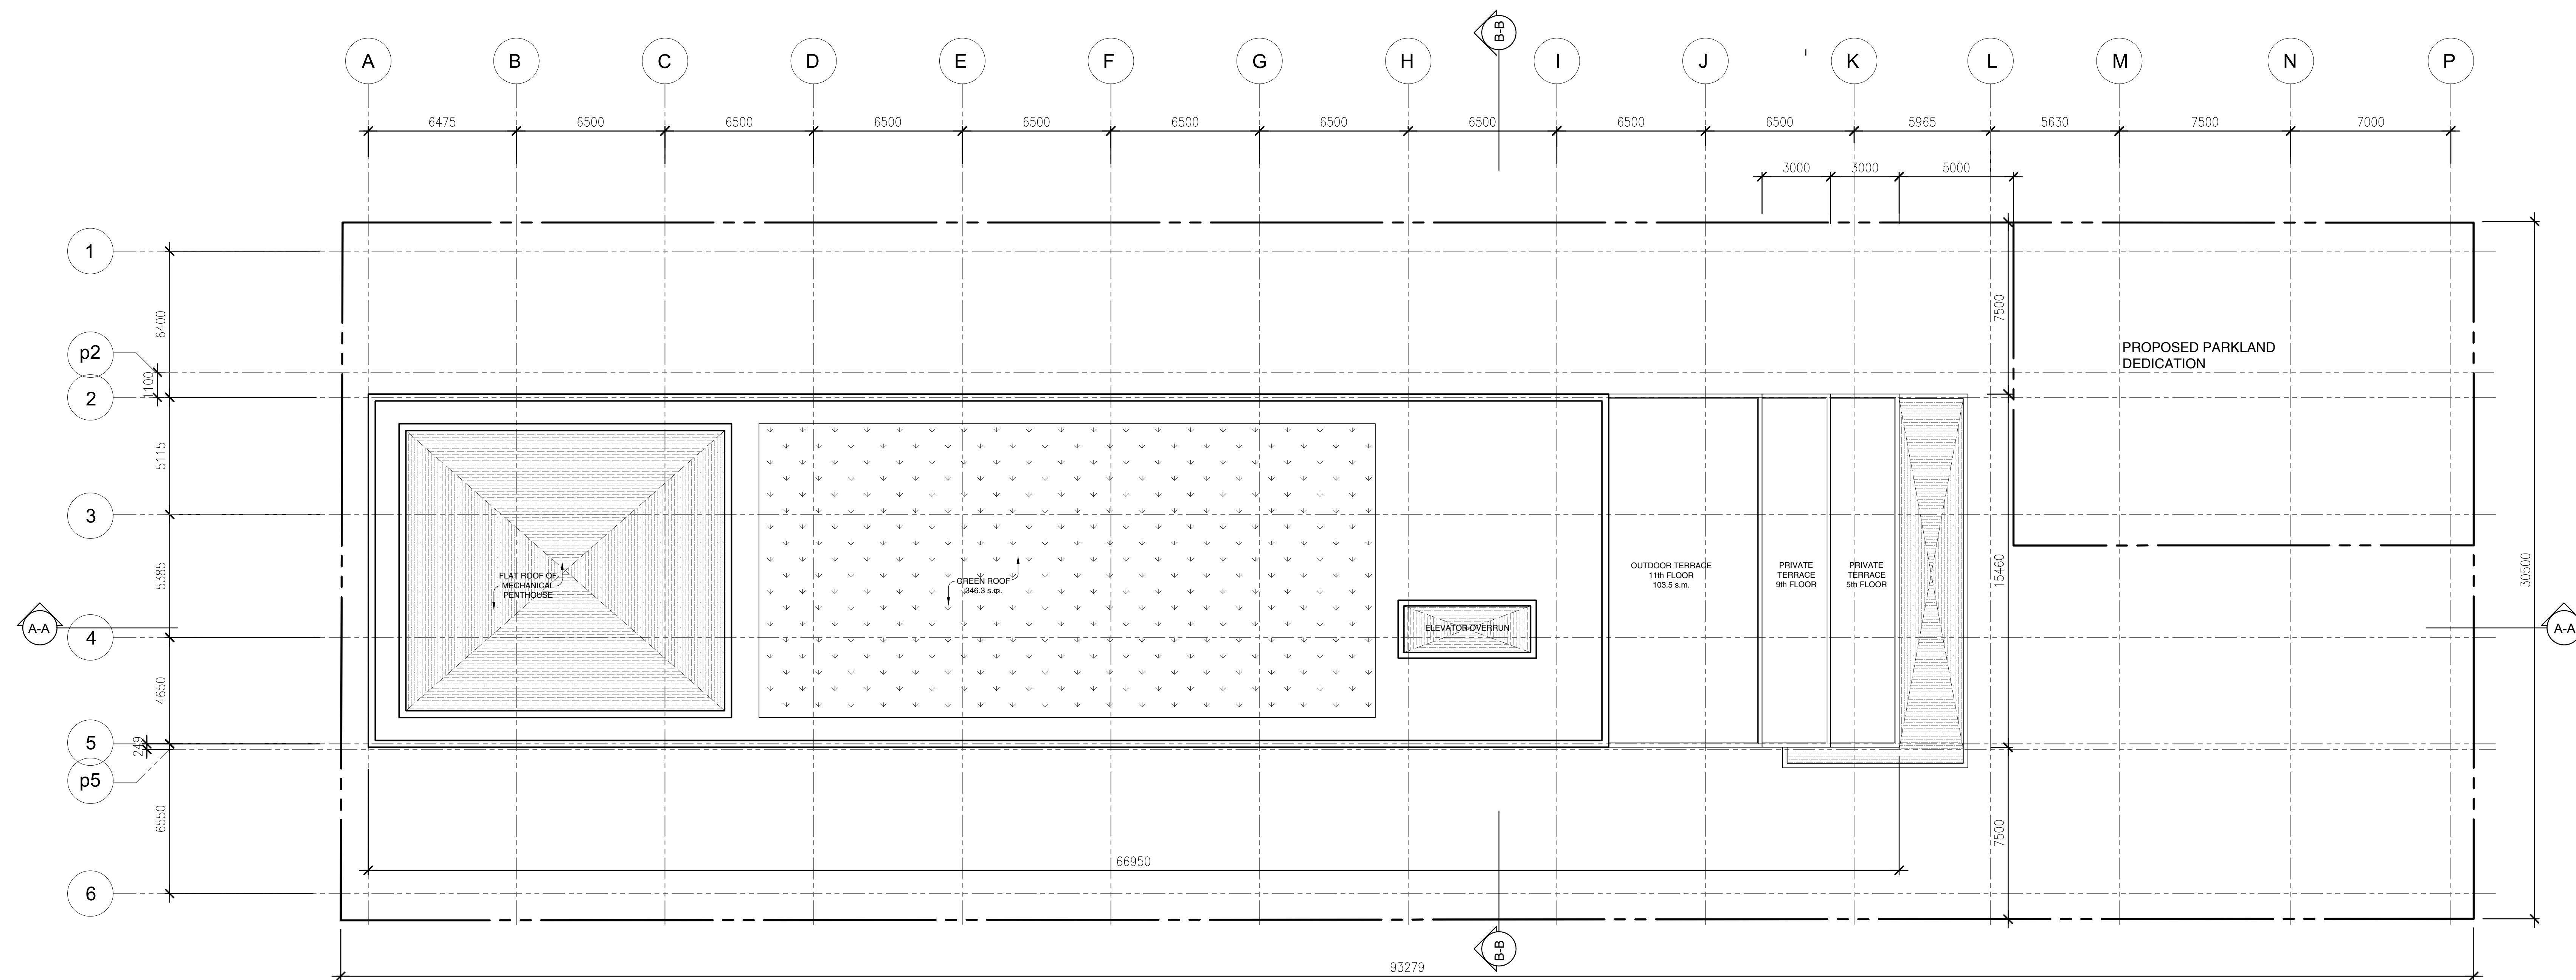 B-B
A
B
C
D
E
F
G
H
I
J
K
L
M
N
P
6475
6500
6500
6500
6500
6500
6500
6500
6500
6500
5965
5630
7500
7000
3000
3000
5000
1
p2
2
3
4
5
p5
6
6400
1100
5115
5385
4650
249
6550
7500
15460
7500
30500
PROPOSED PARKLAND
DEDICATION
FLAT ROOF OF
MECHANICAL
PENTHOUSE
GREEN ROOF
346.3 s.m.
ELEVATOR OVERRUN
OUTDOOR TERRACE
11th FLOOR
103.5 s.m.
PRIVATE
TERRACE
9th FLOOR
PRIVATE
TERRACE
5th FLOOR
A-A
A-A
66950
B-B
93279